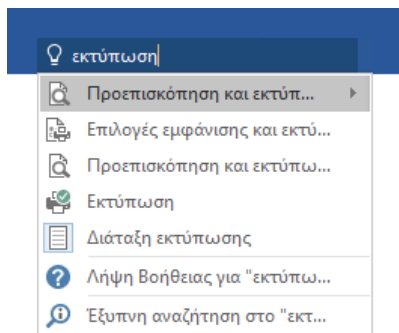 εκτύπωση
Προεπισκόπηση και εκτύπ...
Επιλογές εμφάνισης και εκτύ...
Προεπισκόπηση και εκτύπω...
Εκτύπωση
Διάταξη εκτύπωσης
Λήψη Βοήθειας για "εκτύπω...
Έξυπνη αναζήτηση στο "εκτ...